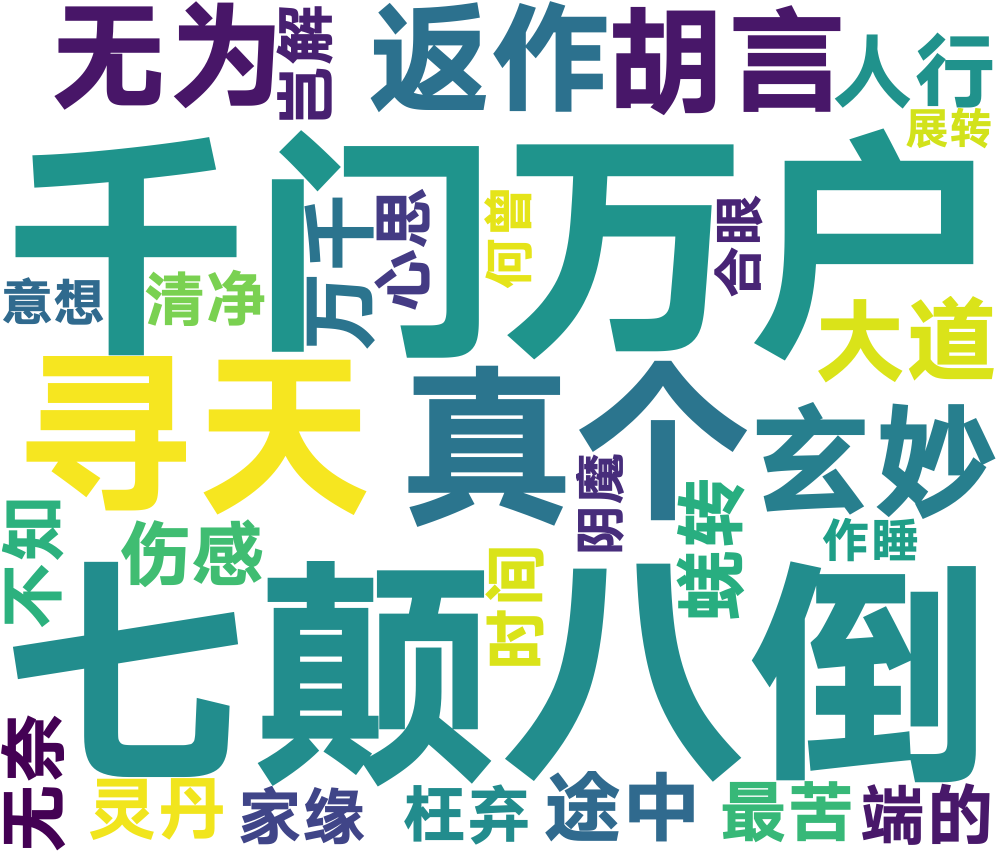 无为
岂解
返作
胡言
人行
展转
千门万户
万千
心思
何曾
合眼
意想
清净
大道
寻天
真个
玄妙
阴魔
蜣转
作睡
不知
伤感
时间
七颠八倒
无奈
灵丹
家缘
枉弃
途中
最苦
端的